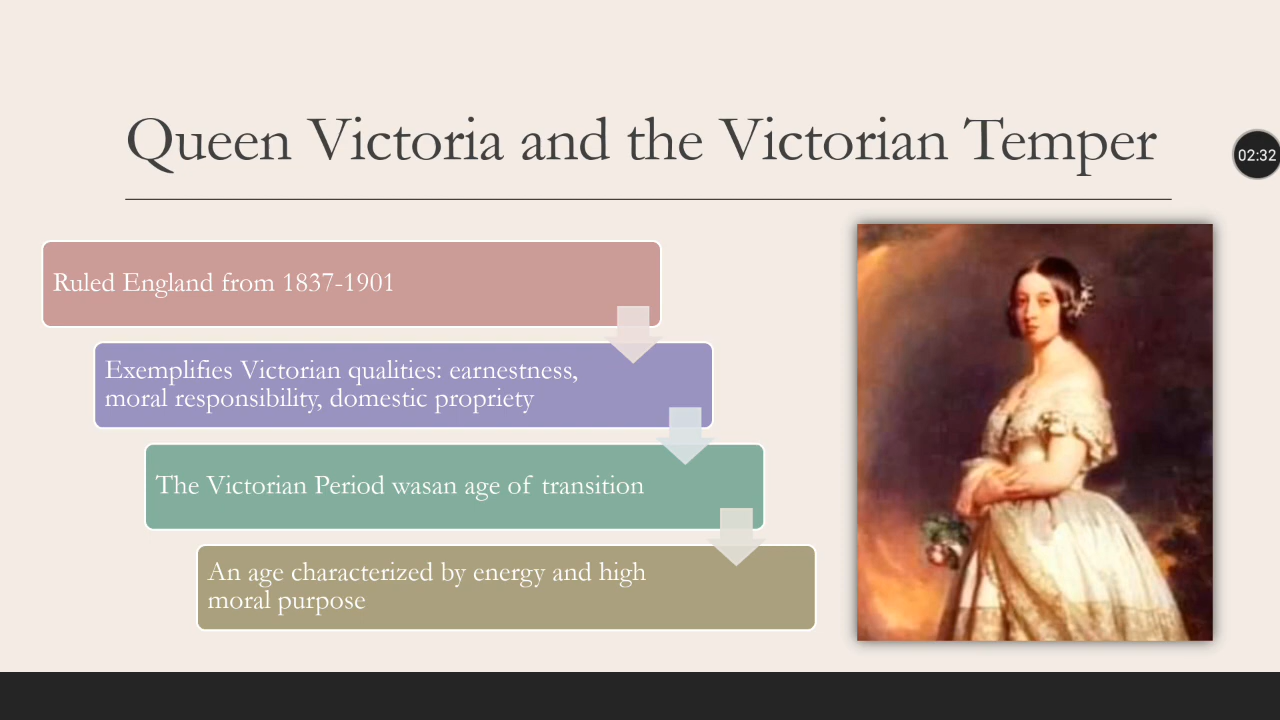 Queen Victoria and the Victorian Temper
02:32
Ruled England from 1837-1901
Exemplifies Victorian qualities: earnestness,
moral responsibility, domestic propriety
The Victorian Period wasan age of transition
An age characterized by energy and high
moral purpose